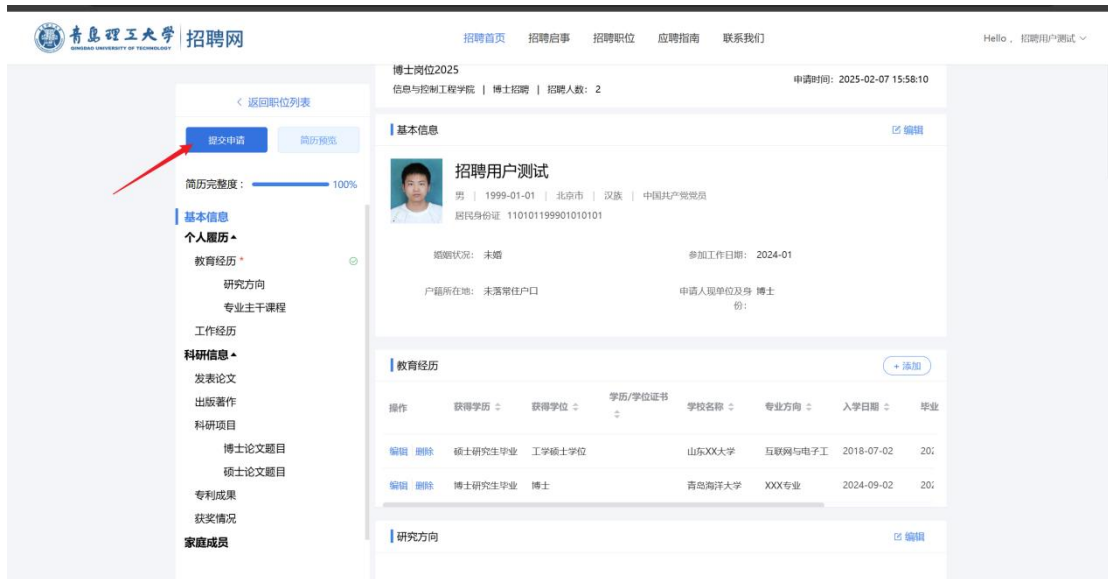 青岛理工大学 招聘网
QINGDAO UNIVERSITY OF TECHNOLOGY
招聘首页 招聘启事 招聘职位 应聘指南 联系我们
Hello， 招聘用户测试
返回职位列表
提交申请 简历预览
简历完整度： 100%
基本信息
个人履历
教育经历 *
研究方向
专业主干课程
工作经历
科研信息
发表论文
出版著作
科研项目
博士论文题目
硕士论文题目
专利成果
获奖情况
家庭成员
博士岗位2025
信息与控制工程学院 | 博士招聘 | 招聘人数： 2
申请时间： 2025-02-07 15:58:10
基本信息 编辑
招聘用户测试
男 | 1999-01-01 | 北京市 | 汉族 | 中国共产党党员
居民身份证 110101199901010101
婚姻状况： 未婚 参加工作日期： 2024-01
户籍所在地： 未落常住户口 申请人现单位及身份： 博士
教育经历 + 添加
操作 获得学历 获得学位 学历/学位证书 学校名称 专业方向 入学日期 毕业
编辑 删除 硕士研究生毕业 工学硕士学位 山东XX大学 互联网与电子工 2018-07-02 202
编辑 删除 博士研究生毕业 博士 青岛海洋大学 XXX专业 2024-09-02 202
研究方向 编辑